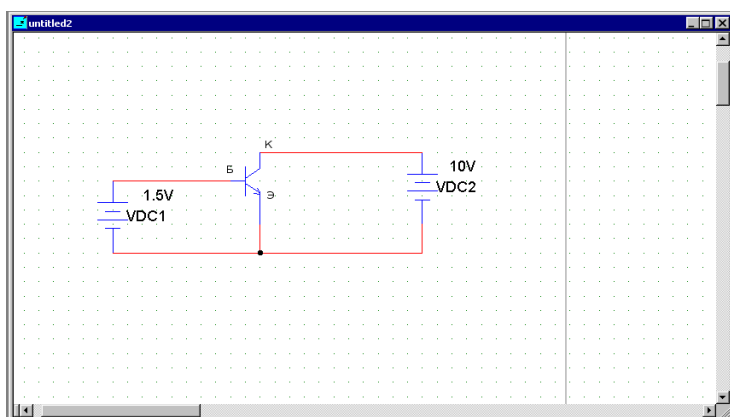 untitled2
К
Б
Э
1.5V
VDC1
10V
VDC2